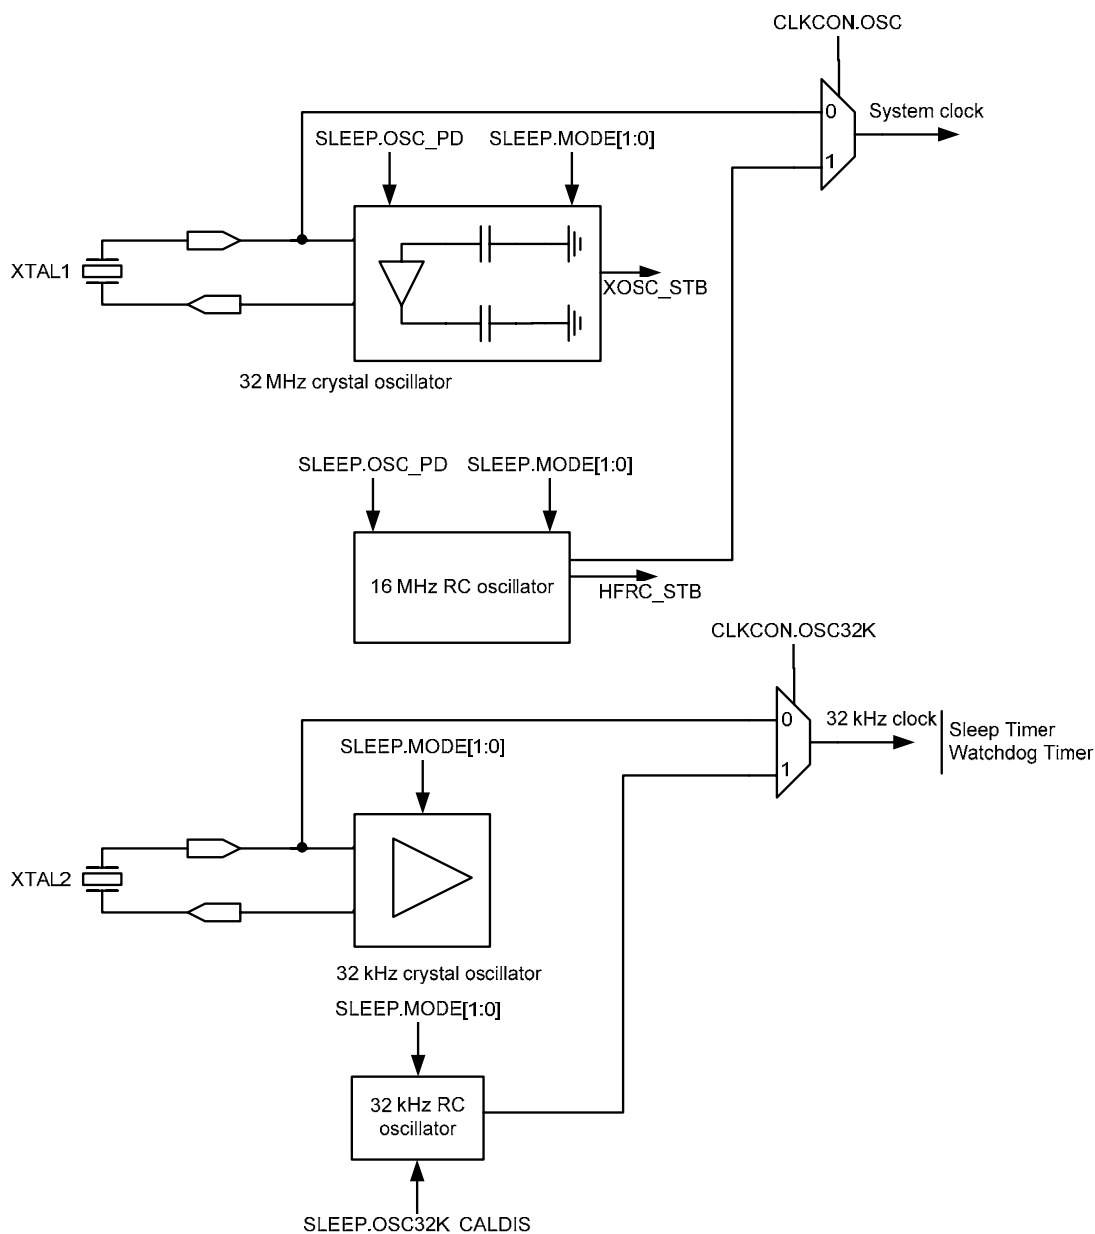 CLKCON.OSC
0
System clock
SLEEP.OSC_PD SLEEP.MODE[1:0]
1
XTAL1
XOSC_STB
32 MHz crystal oscillator
SLEEP.OSC_PD SLEEP.MODE[1:0]
16 MHz RC oscillator
HFRC_STB
CLKCON.OSC32K
0
32 kHz clock
Sleep Timer
Watchdog Timer
SLEEP.MODE[1:0]
1
XTAL2
32 kHz crystal oscillator
SLEEP.MODE[1:0]
32 kHz RC
oscillator
SLEEP.OSC32K_CALDIS